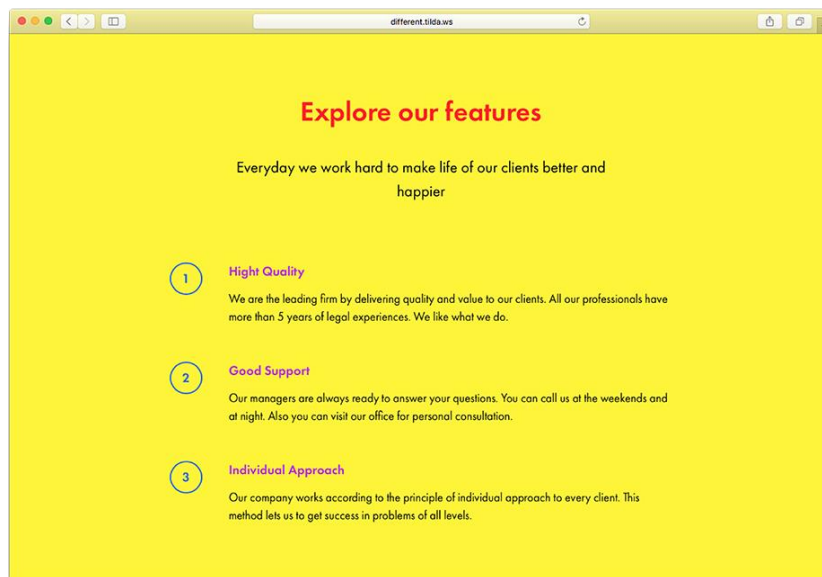 different.tilda.ws
Explore our features
Everyday we work hard to make life of our clients better and
happier
1
Hight Quality
We are the leading firm by delivering quality and value to our clients. All our professionals have
more than 5 years of legal experiences. We like what we do.
2
Good Support
Our managers are always ready to answer your questions. You can call us at the weekends and
at night. Also you can visit our office for personal consultation.
3
Individual Approach
Our company works according to the principle of individual approach to every client. This
method lets us to get success in problems of all levels.